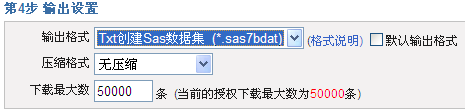 第4步 输出设置
输出格式 Txt创建Sas数据集 (*.sas7bdat) (格式说明) 默认输出格式
压缩格式 无压缩
下载最大数 50000 条 (当前的授权下载最大数为50000条)